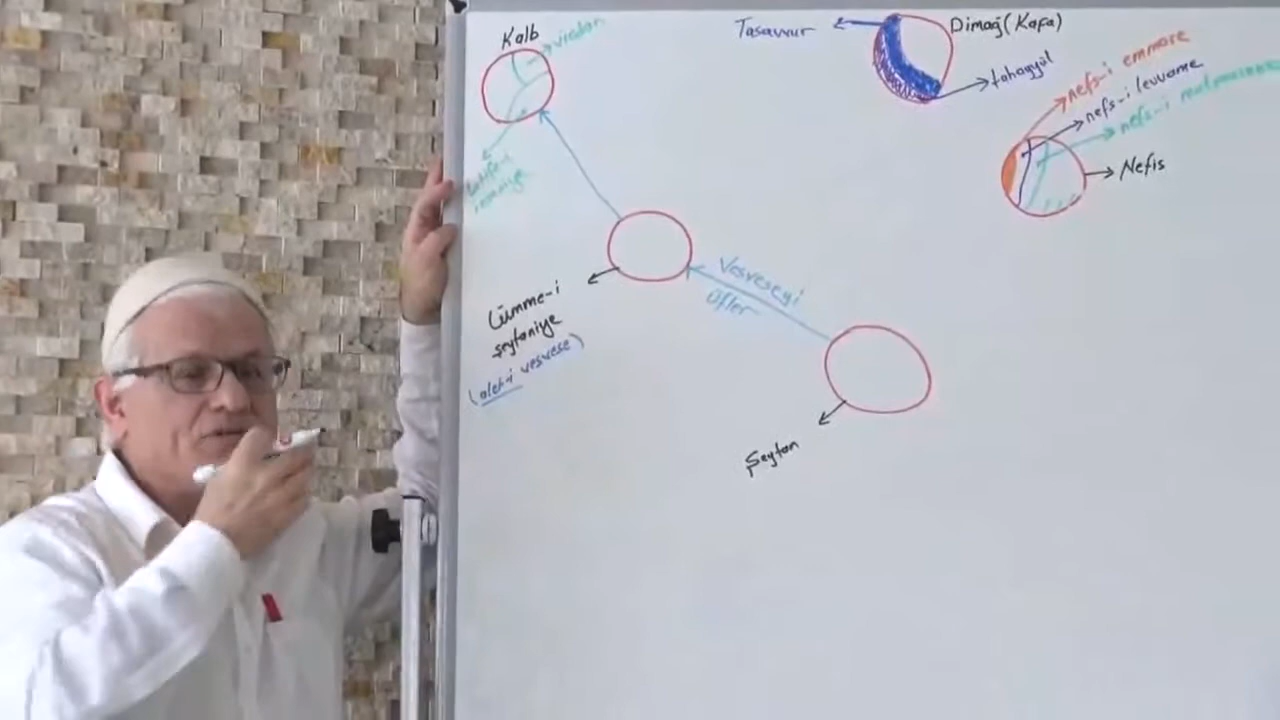 Kalb
vicdan
Latife-i
rabbaniye
Tasavvur
Dimağ(Kafa)
tahayyül
nefs-i emmare
nefs-i levvame
nefs-i mutmainne
Nefis
Vesveseyi
üfler
Lümme-i
şeytaniye
(alet-i vesvese)
Şeytan